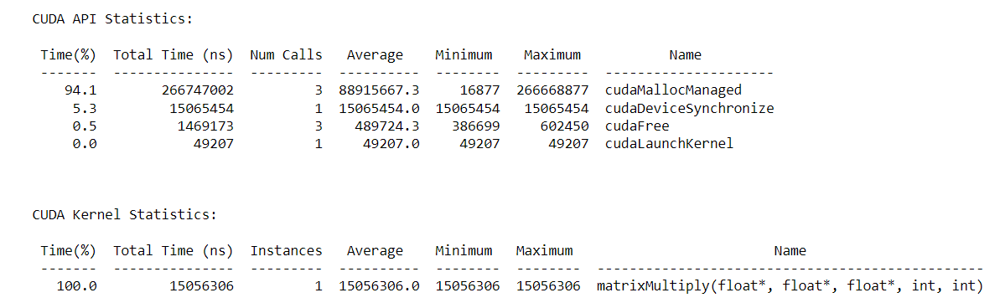 CUDA API Statistics:
Time(%) Total Time (ns) Num Calls Average Minimum Maximum Name
------- --------------- --------- ---------- -------- --------- ---------------------
94.1 266747002 3 88915667.3 16877 266668877 cudaMallocManaged
5.3 15065454 1 15065454.0 15065454 15065454 cudaDeviceSynchronize
0.5 1469173 3 489724.3 386699 602450 cudaFree
0.0 49207 1 49207.0 49207 49207 cudaLaunchKernel
CUDA Kernel Statistics:
Time(%) Total Time (ns) Instances Average Minimum Maximum Name
------- --------------- --------- ---------- -------- -------- ------------------------------------------------
100.0 15056306 1 15056306.0 15056306 15056306 matrixMultiply(float*, float*, float*, int, int)